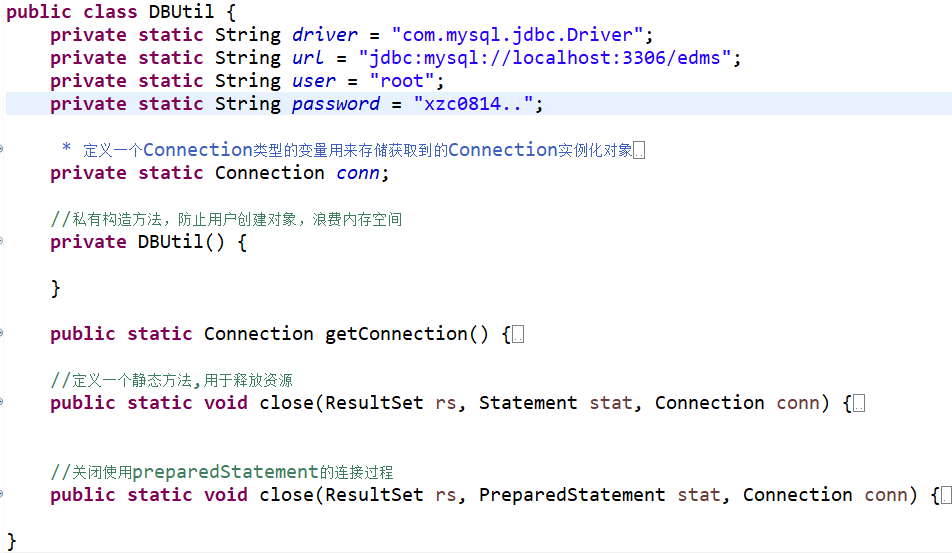 public class DBUtil {
private static String driver = "com.mysql.jdbc.Driver";
private static String url = "jdbc:mysql://localhost:3306/edms";
private static String user = "root";
private static String password = "xzc0814..";
* 定义一个Connection类型的变量用来存储获取到的Connection实例化对象
private static Connection conn;
//私有构造方法，防止用户创建对象，浪费内存空间
private DBUtil() {
}
public static Connection getConnection() {
//定义一个静态方法,用于释放资源
public static void close(ResultSet rs, Statement stat, Connection conn) {
//关闭使用preparedStatement的连接过程
public static void close(ResultSet rs, PreparedStatement stat, Connection conn) {
}